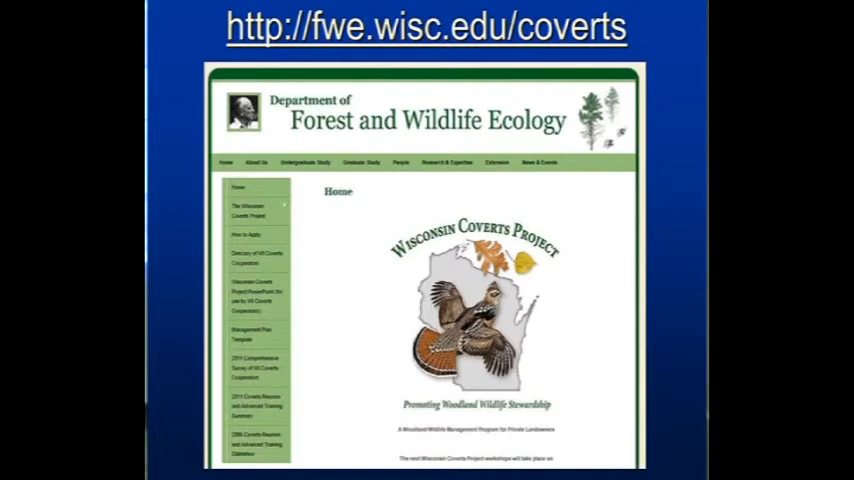 http://fwe.wisc.edu/coverts
Department of
Forest and Wildlife Ecology
Home About Us Undergraduate Study Graduate Study People Research & Expertise Extension News & Events
Home
The Wisconsin
Coverts Project
How to Apply
Directory of WI Coverts
Cooperators
Wisconsin Coverts
Project PowerPoint (for
use by WI Coverts
Cooperators)
Management Plan
Template
2011 Comprehensive
Survey of WI Coverts
Cooperators
2011 Coverts Reunion
and Advanced Training
Summary
2006 Coverts Reunion
and Advanced Training
Slideshow
Home
WISCONSIN COVERTS PROJECT
Promoting Woodland Wildlife Stewardship
A Woodland Wildlife Management Program for Private Landowners
The next Wisconsin Coverts Project workshops will take place on